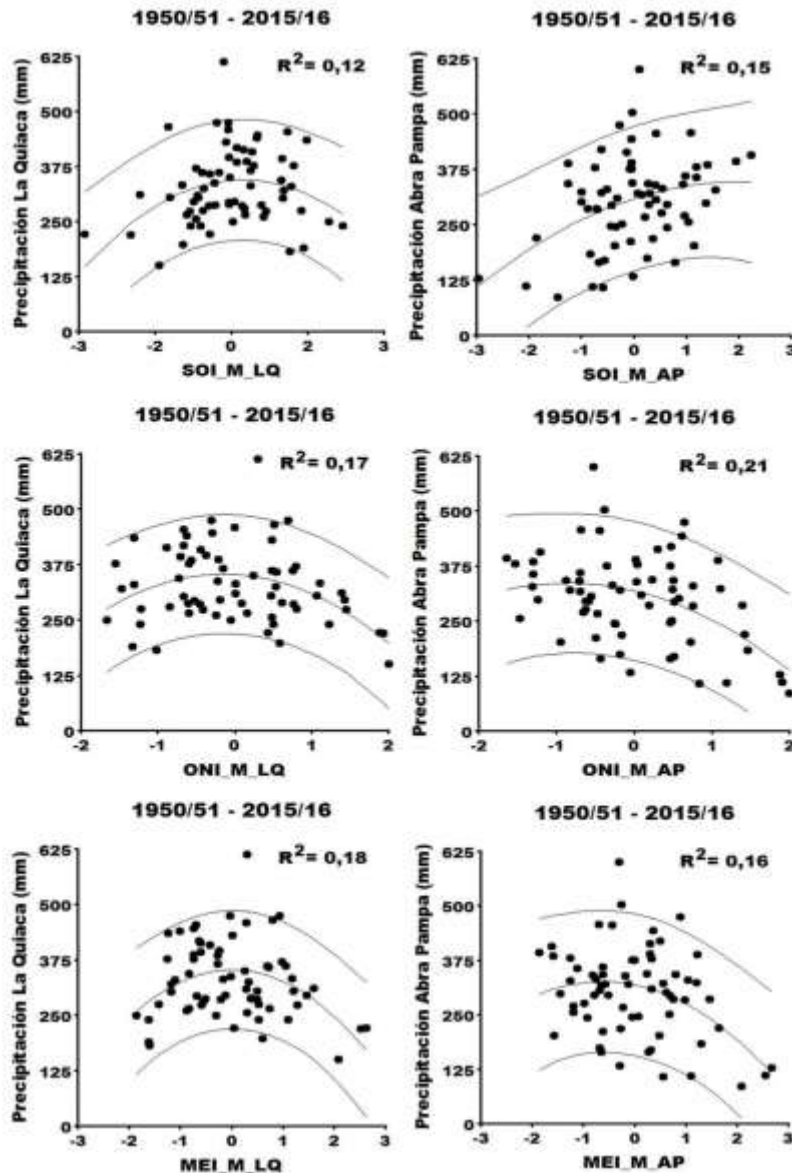 1950/51 - 2015/16
R²= 0,12
Precipitación La Quiaca (mm)
625
500
375
250
125
0
-3 -2 -1 0 1 2 3
SOI_M_LQ
1950/51 - 2015/16
R²= 0,15
Precipitación Abra Pampa (mm)
625
500
375
250
125
0
-3 -2 -1 0 1 2 3
SOI_M_AP
1950/51 - 2015/16
R²= 0,17
Precipitación La Quiaca (mm)
625
500
375
250
125
0
-2 -1 0 1 2
ONI_M_LQ
1950/51 - 2015/16
R²= 0,21
Precipitación Abra Pampa (mm)
625
500
375
250
125
0
-2 -1 0 1 2
ONI_M_AP
1950/51 - 2015/16
R²= 0,18
Precipitación La Quiaca (mm)
625
500
375
250
125
0
-3 -2 -1 0 1 2 3
MEI_M_LQ
1950/51 - 2015/16
R²= 0,16
Precipitación Abra Pampa (mm)
625
500
375
250
125
0
-3 -2 -1 0 1 2 3
MEI_M_AP